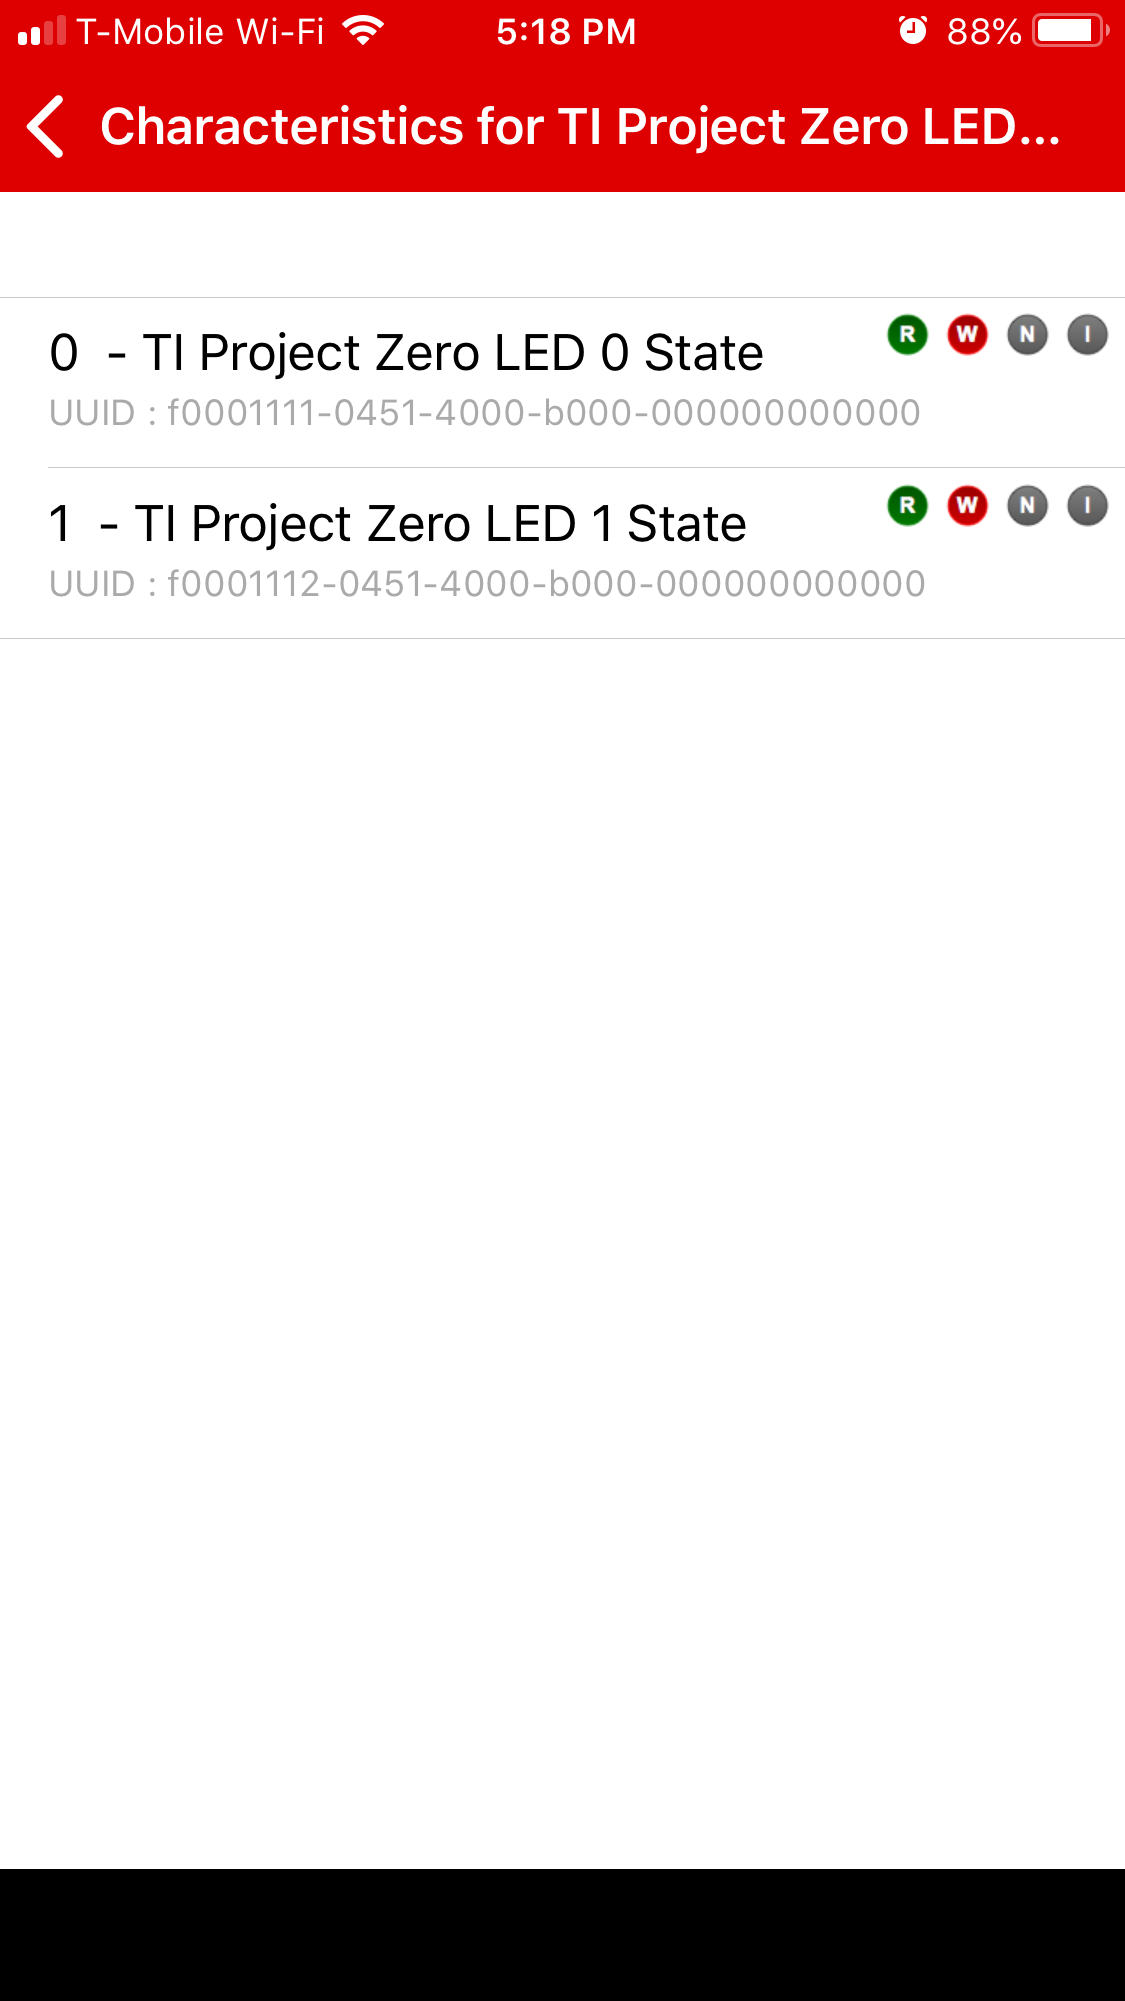 T-Mobile Wi-Fi 5:18 PM 88%
Characteristics for TI Project Zero LED...
0 - TI Project Zero LED 0 State R W N I
UUID : f0001111-0451-4000-b000-000000000000
1 - TI Project Zero LED 1 State R W N I
UUID : f0001112-0451-4000-b000-000000000000